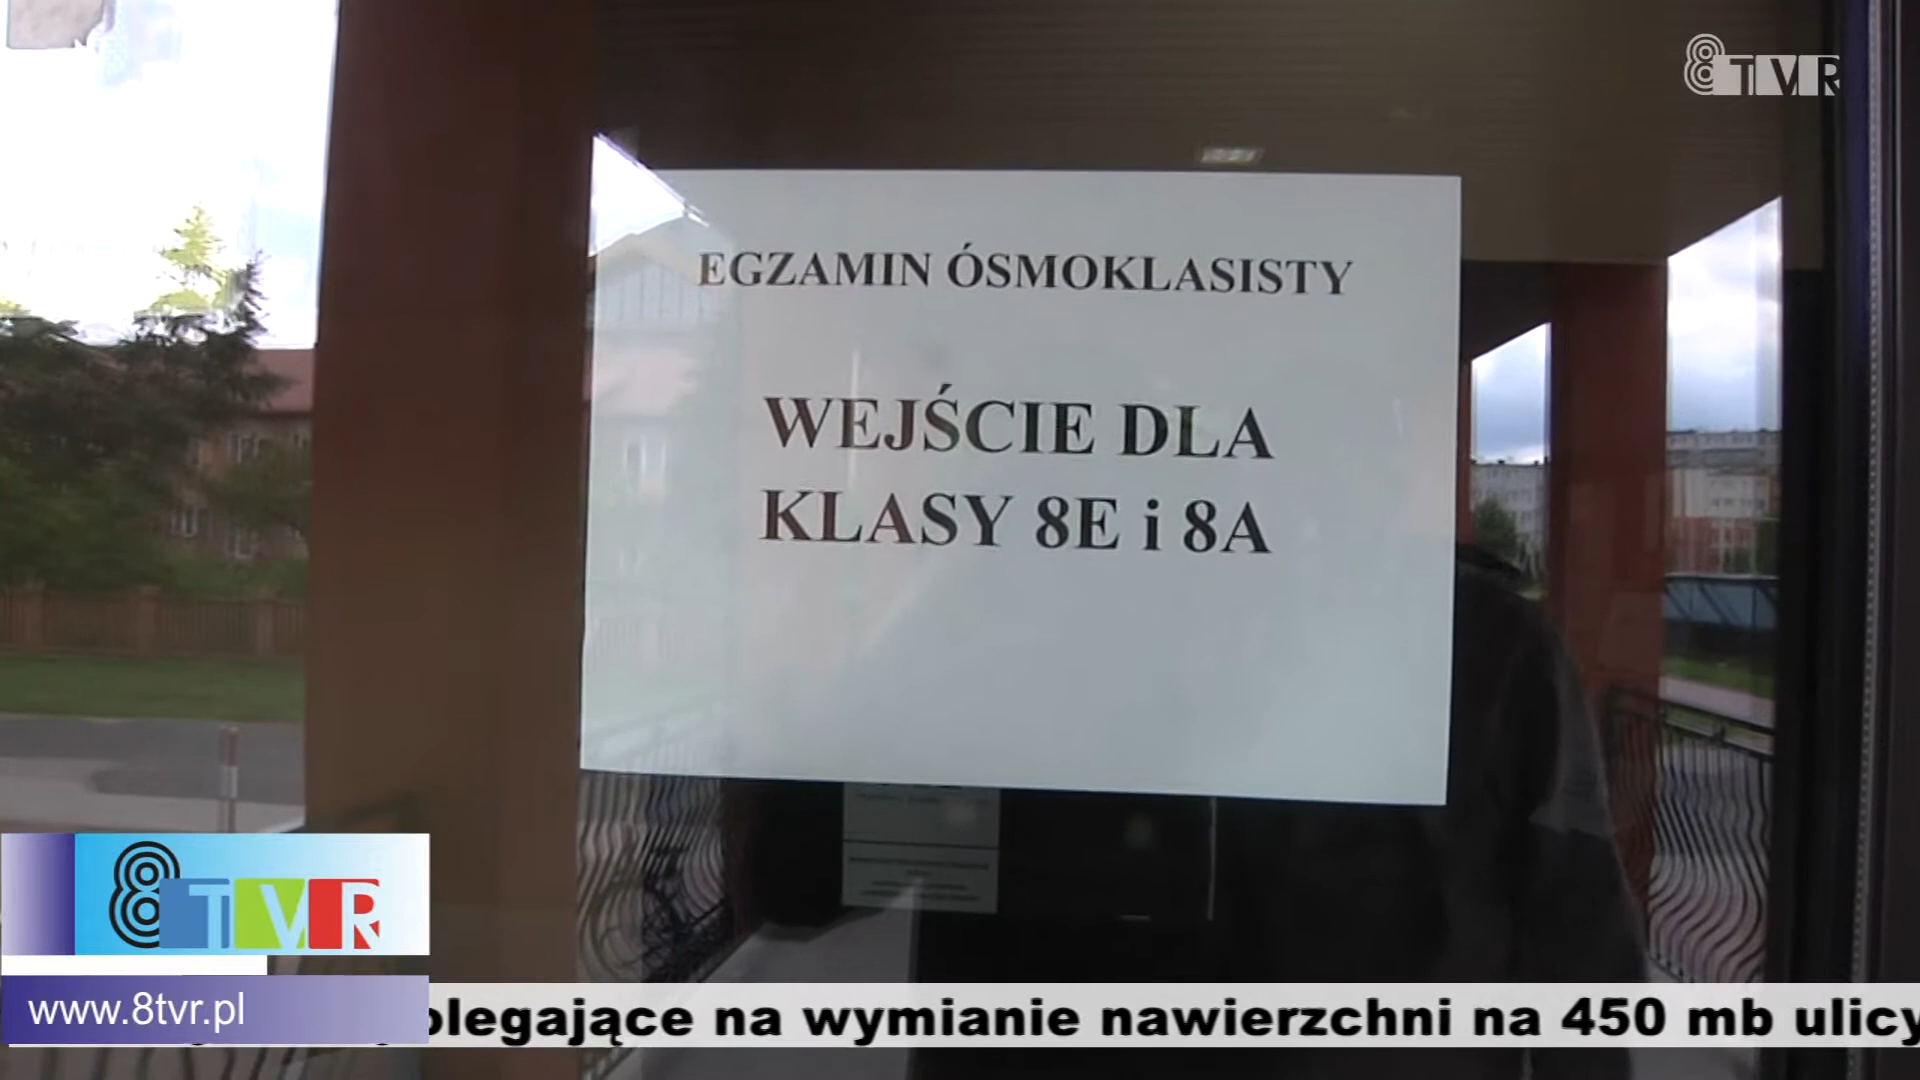 8TVR
EGZAMIN ÓSMOKLASISTY
WEJŚCIE DLA
KLASY 8E i 8A
8TVR
www.8tvr.pl
na wymianie nawierzchni na 450 mb ulicy